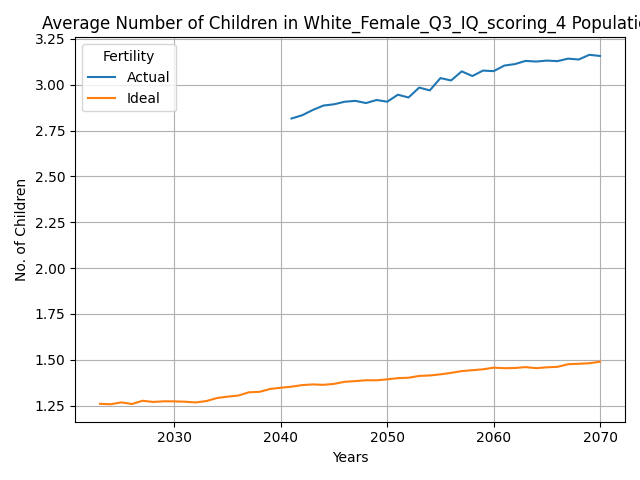 Average Number of Children in White_Female_Q3_IQ_scoring_4 Populatio
3.25
3.00
2.75
2.50
2.25
2.00
1.75
1.50
1.25
No. of Children
Fertility
Actual
Ideal
2030 2040 2050 2060 2070
Years